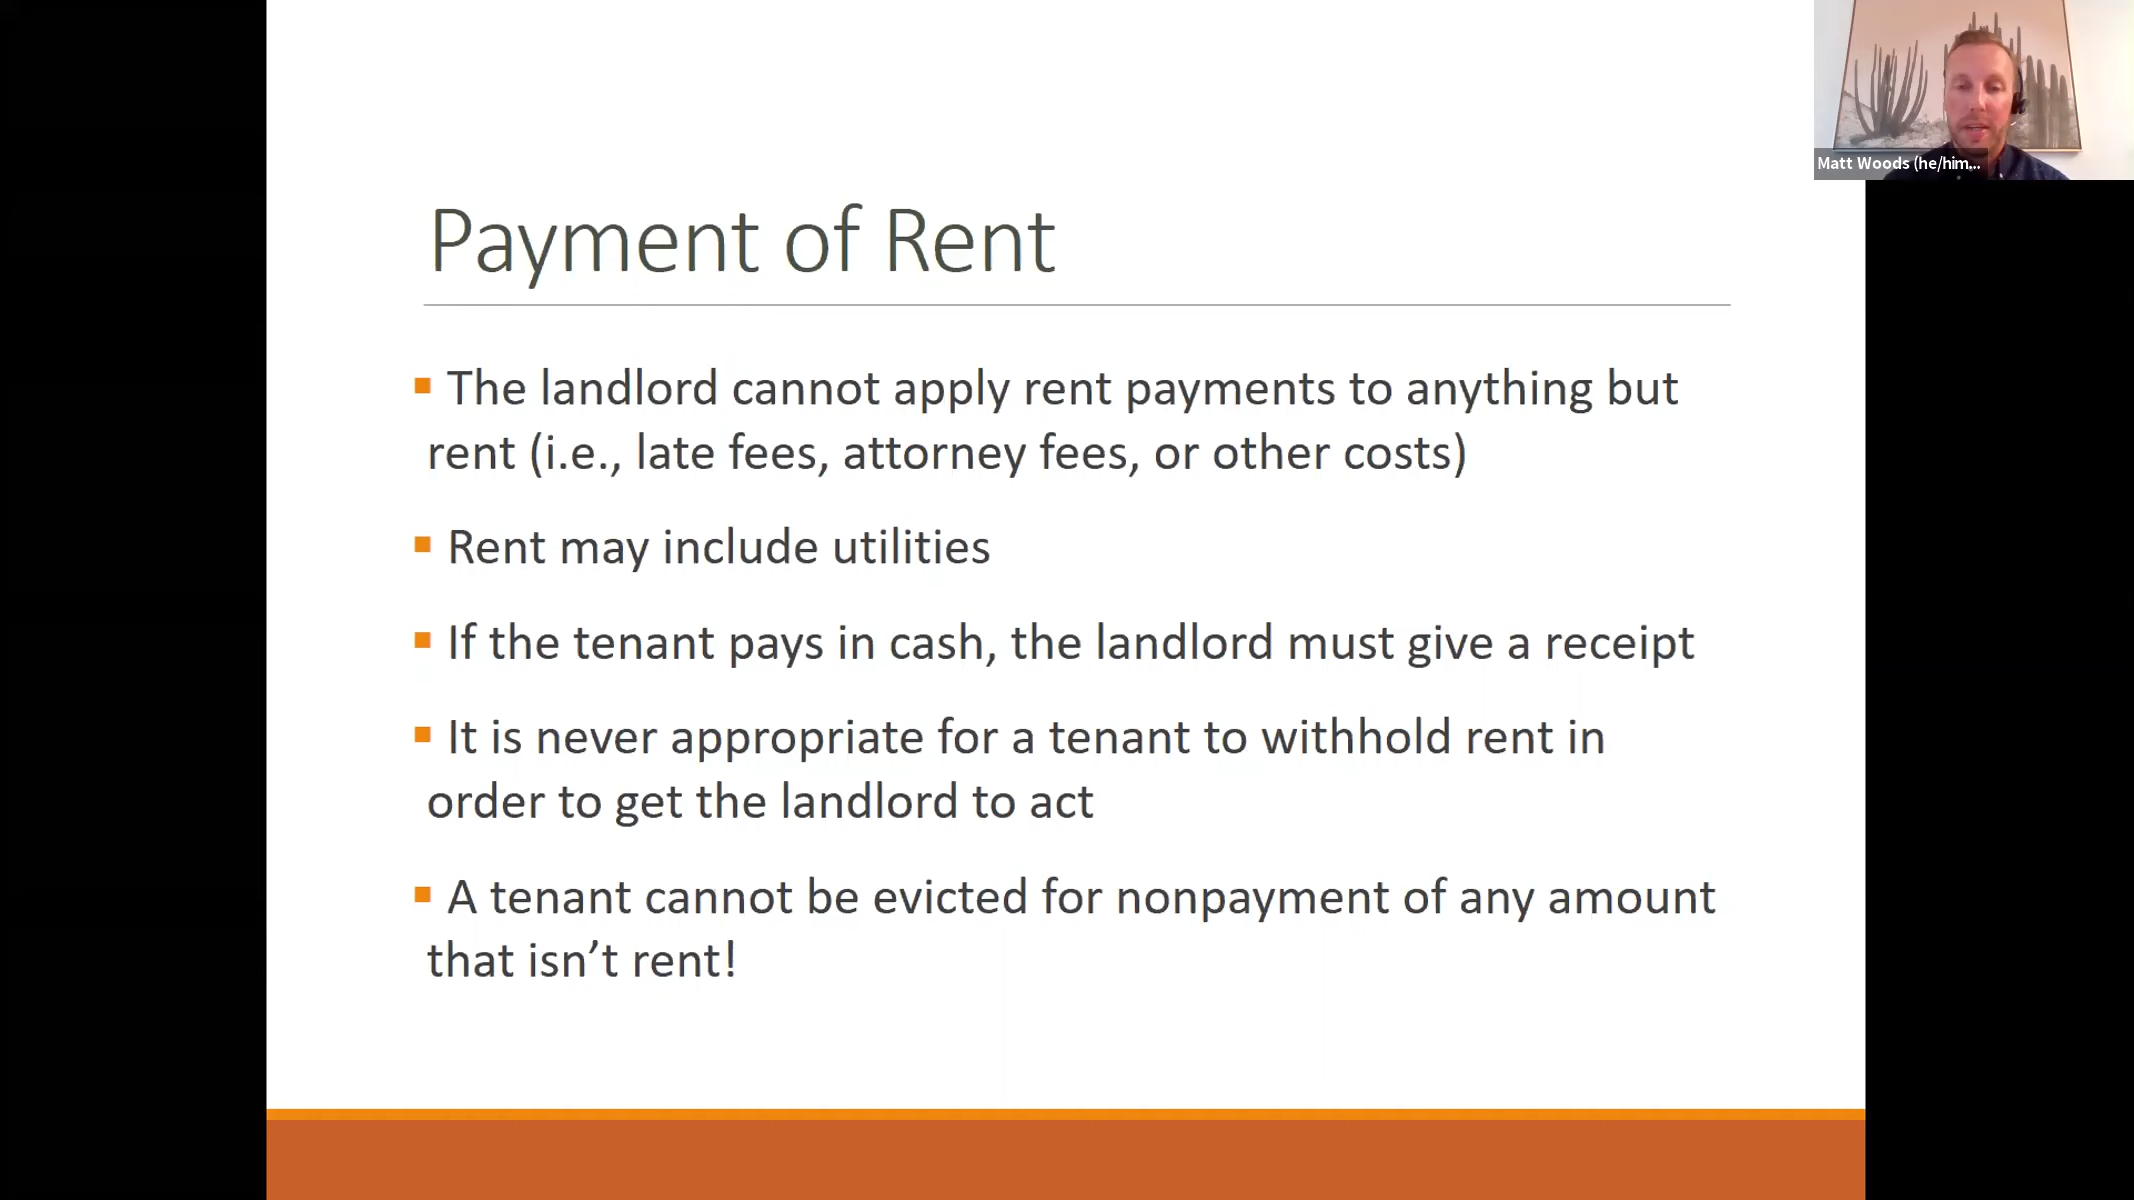 Matt Woods (he/him...
Payment of Rent
▪ The landlord cannot apply rent payments to anything but
rent (i.e., late fees, attorney fees, or other costs)
▪ Rent may include utilities
▪ If the tenant pays in cash, the landlord must give a receipt
▪ It is never appropriate for a tenant to withhold rent in
order to get the landlord to act
▪ A tenant cannot be evicted for nonpayment of any amount
that isn’t rent!